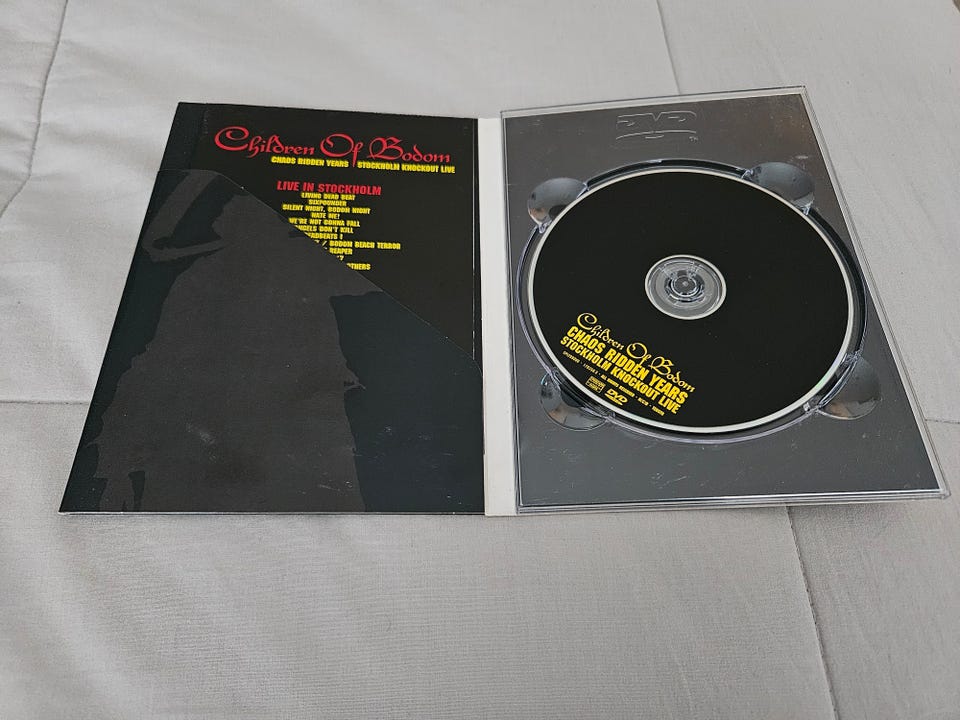 Children Of Bodom
CHAOS RIDDEN YEARS STOCKHOLM KNOCKOUT LIVE
LIVE IN STOCKHOLM
LIVING DEAD BEAT
SIXPOUNDER
SILENT NIGHT, BODOM NIGHT
HATE ME!
WE'RE NOT GONNA FALL
ANGELS DON'T KILL
DEADBEATS I
/ BODOM BEACH TERROR
REAPER
DVD
Children Of Bodom
CHAOS RIDDEN YEARS
STOCKHOLM KNOCKOUT LIVE
DVD